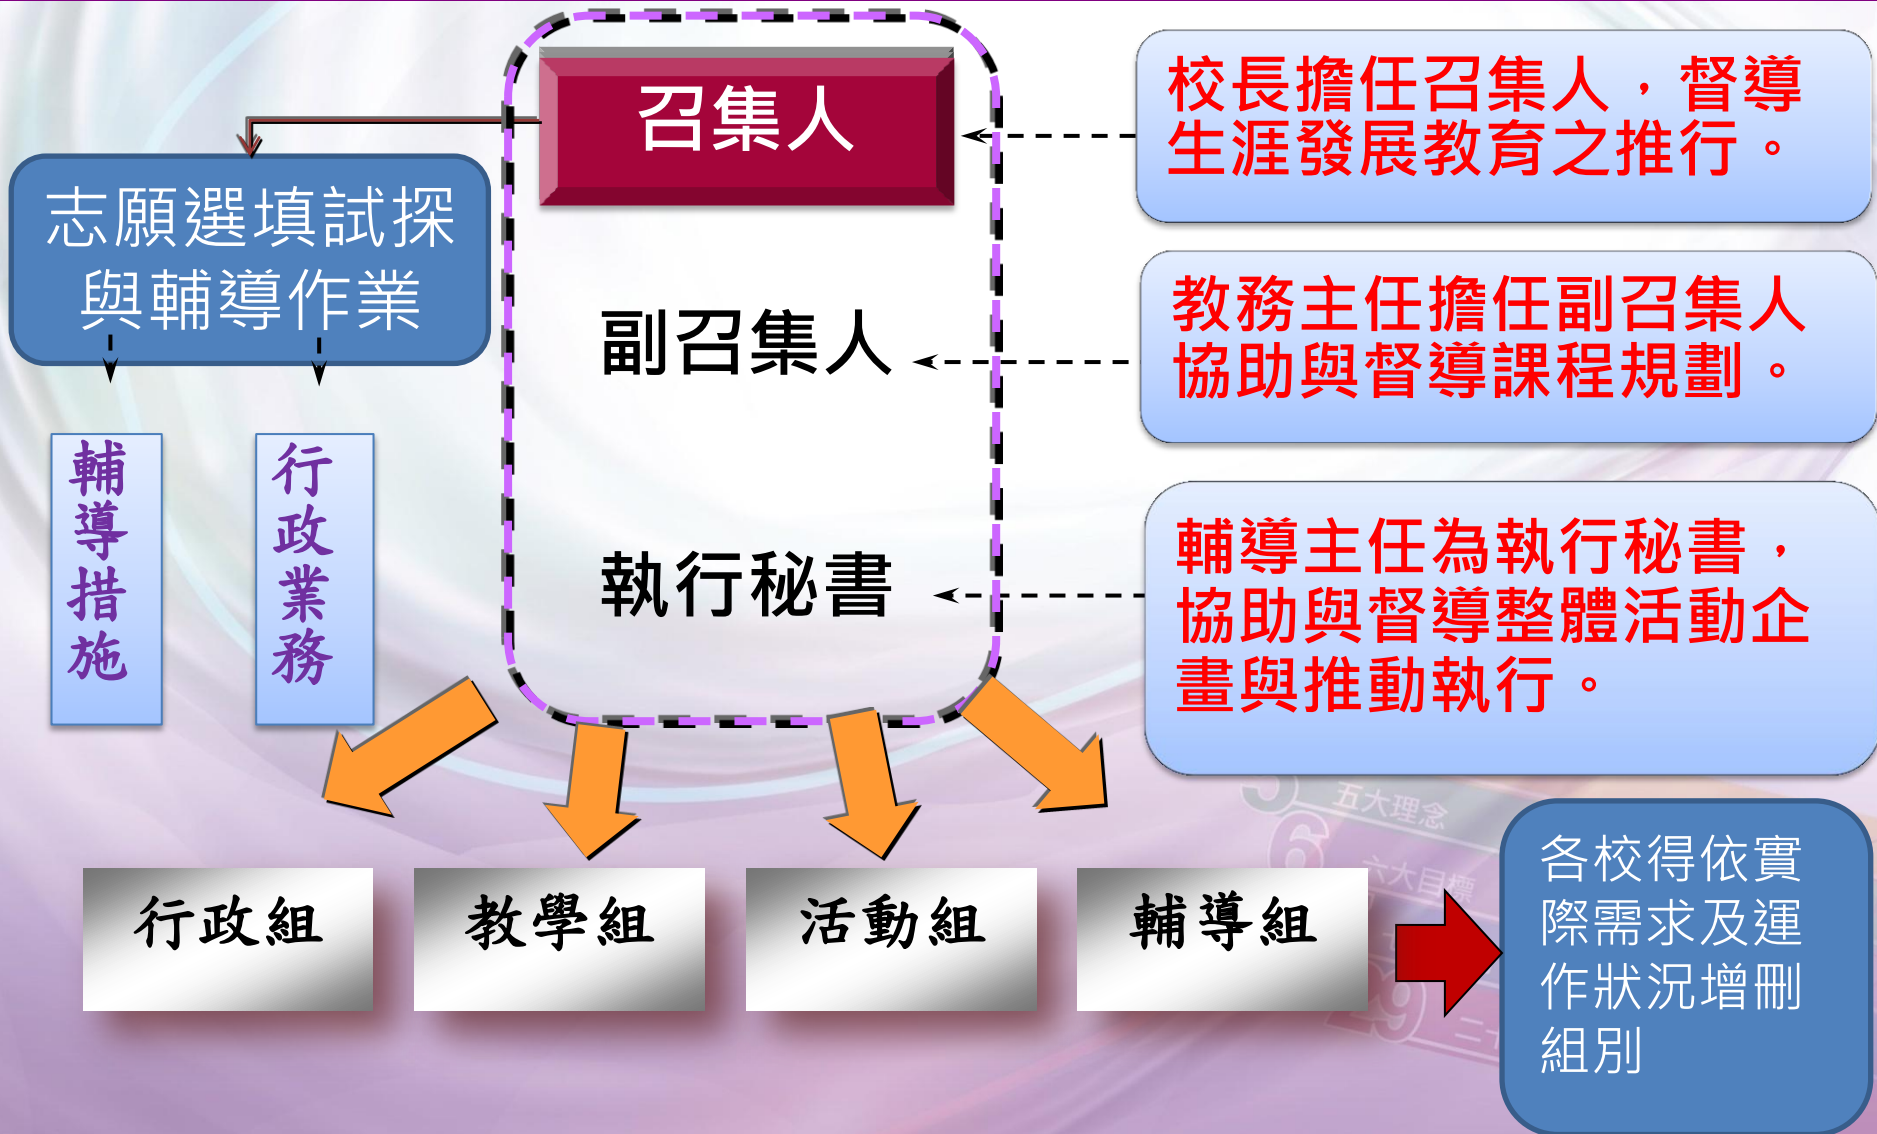 召集人
校長擔任召集人，督導
生涯發展教育之推行。
志願選填試探
與輔導作業
副召集人
教務主任擔任副召集人
協助與督導課程規劃。
輔導措施
行政業務
執行秘書
輔導主任為執行秘書，
協助與督導整體活動企
畫與推動執行。
五大理念
6
六大目標
29
行政組
教學組
活動組
輔導組
各校得依實
際需求及運
作狀況增刪
組別